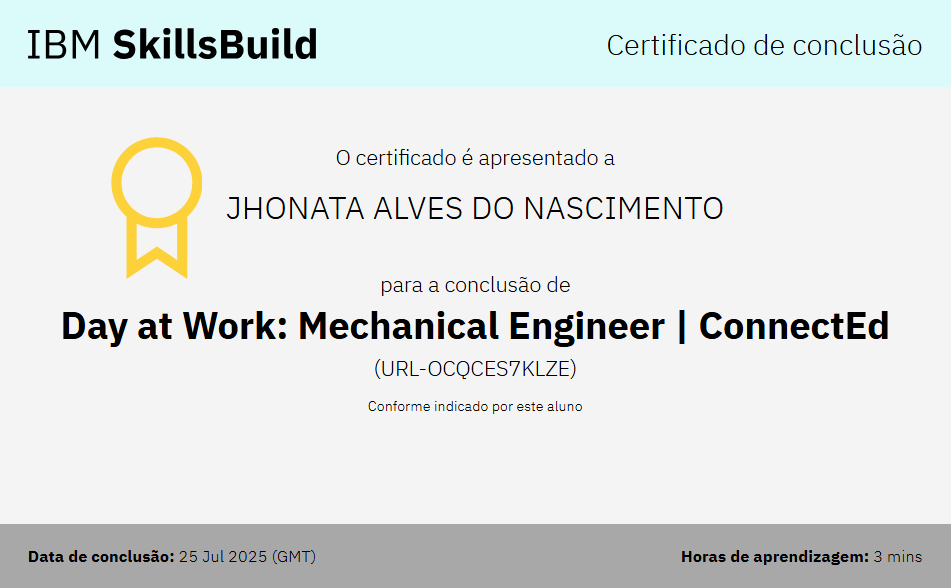 IBM SkillsBuild
Certificado de conclusão
O certificado é apresentado a
JHONATA ALVES DO NASCIMENTO
para a conclusão de
Day at Work: Mechanical Engineer | ConnectEd
(URL-OCQCES7KLZE)
Conforme indicado por este aluno
Data de conclusão: 25 Jul 2025 (GMT)
Horas de aprendizagem: 3 mins